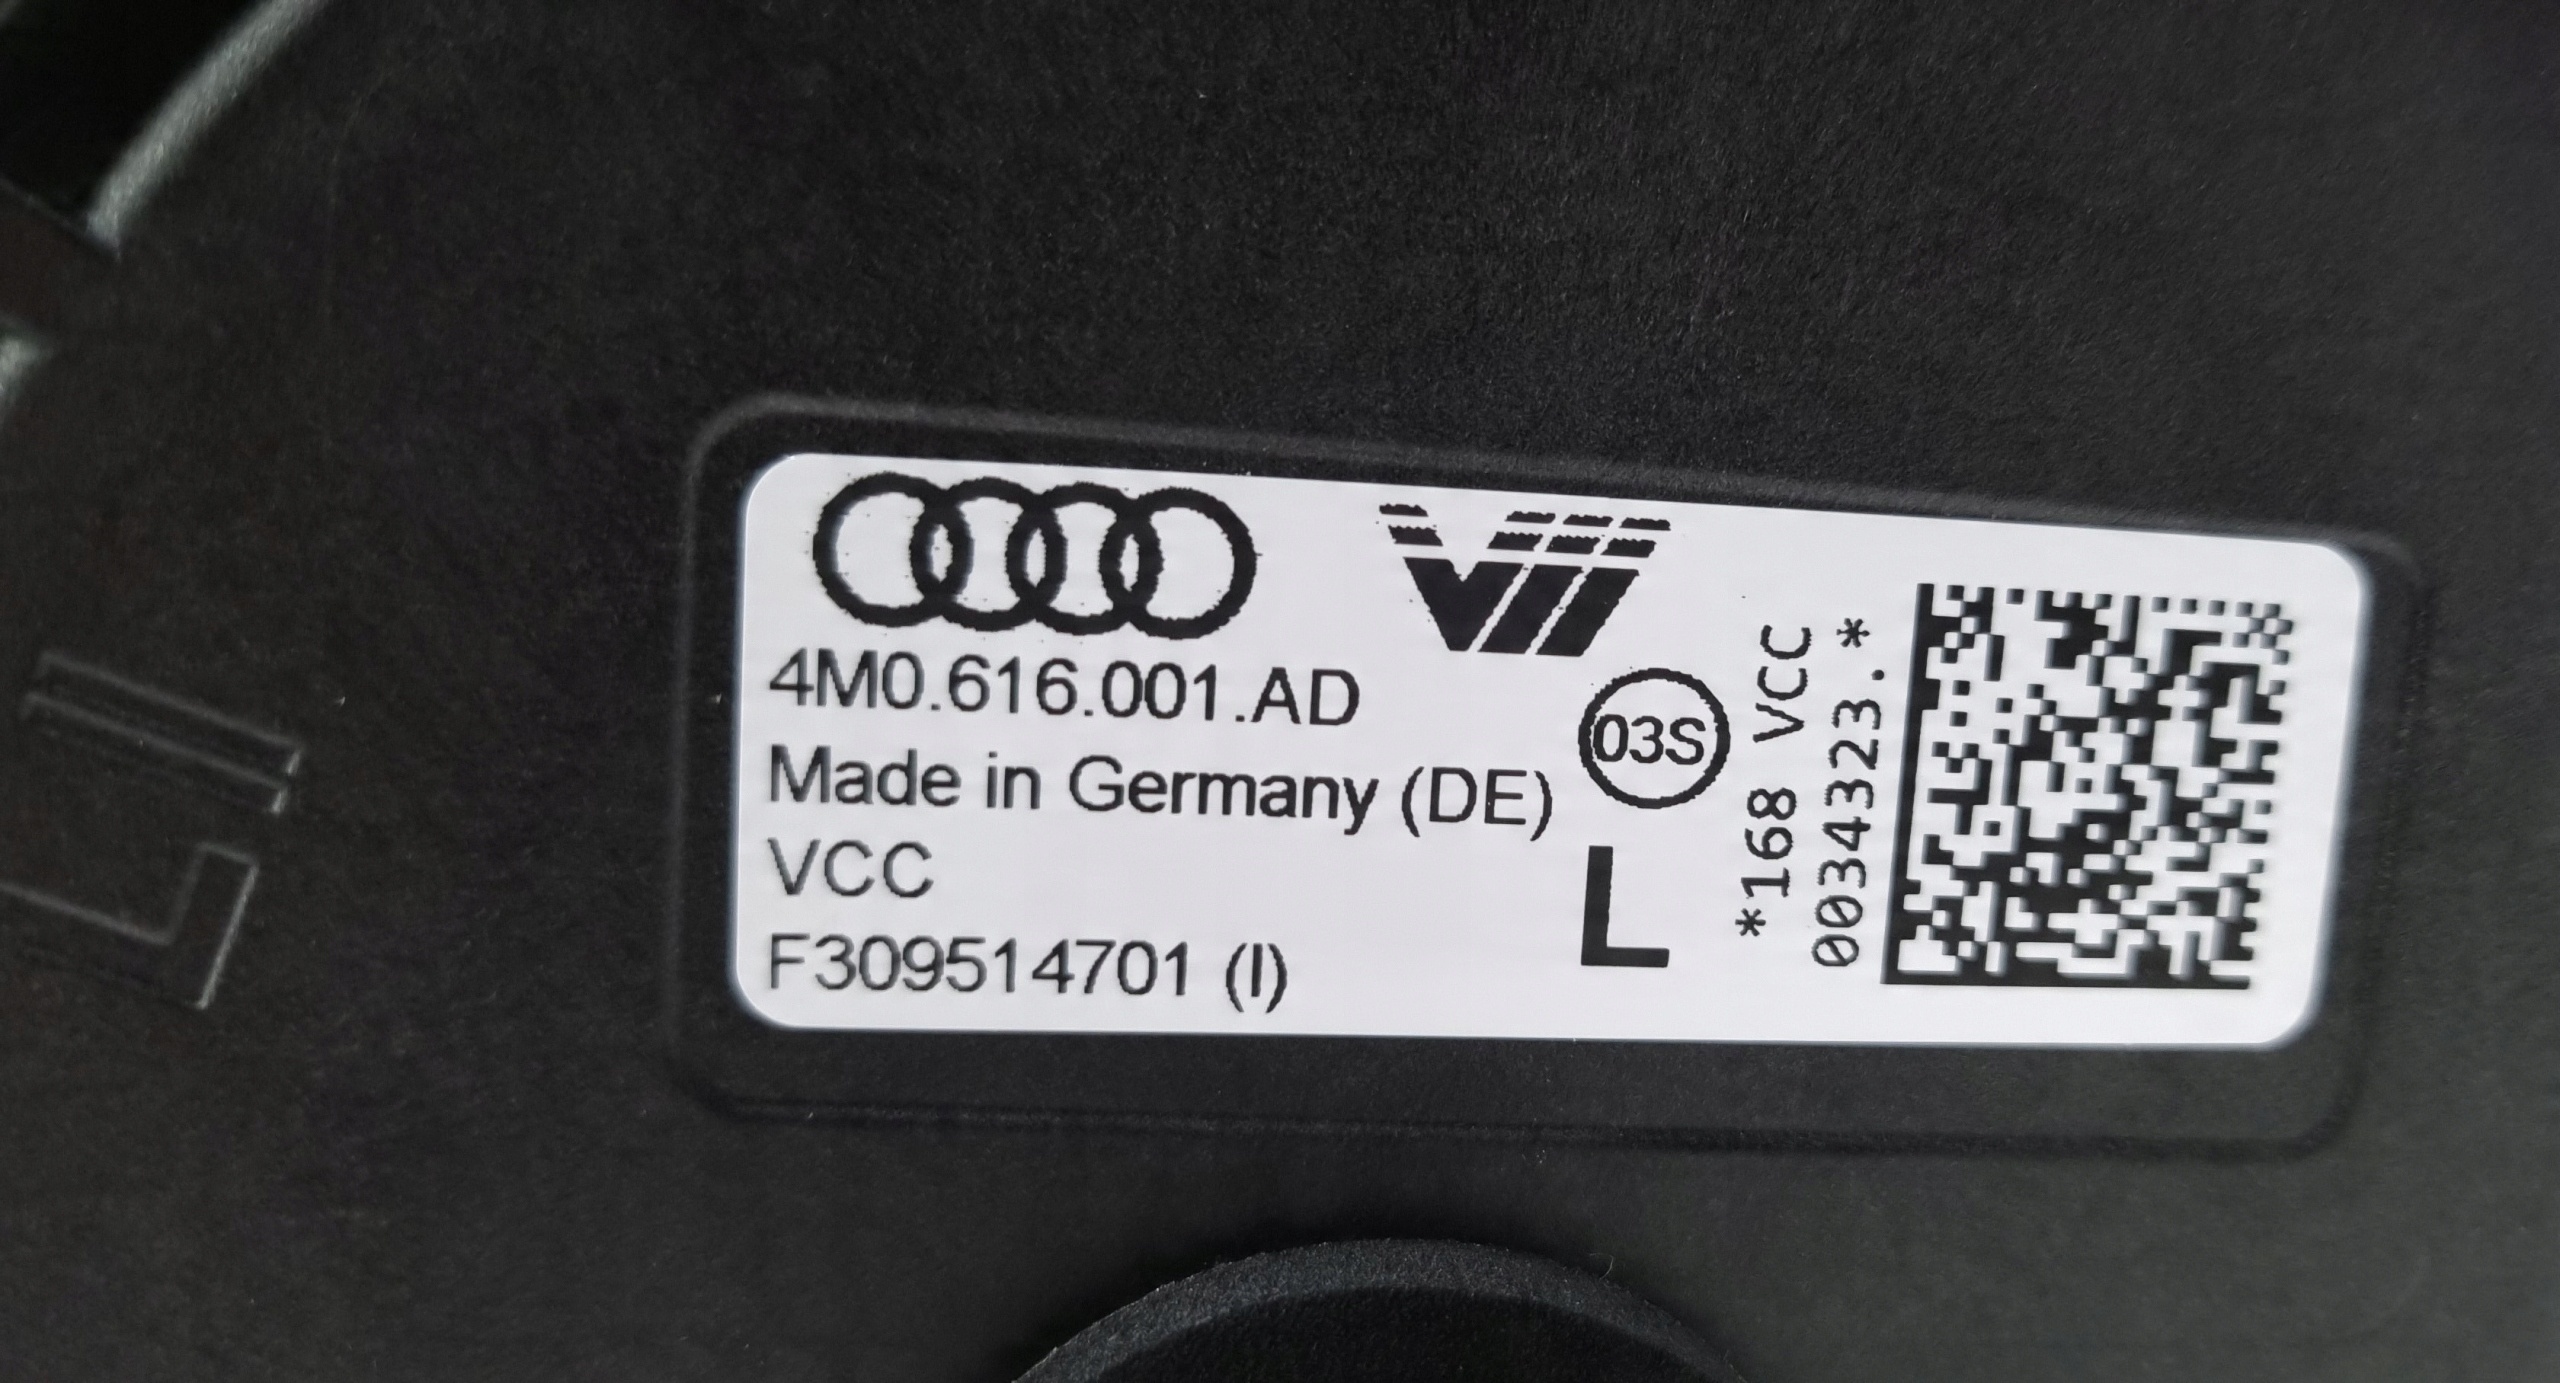 4M0.616.001.AD
Made in Germany (DE)
VCC
F309514701 (I)
03S
L
*168 VCC
0034323.*